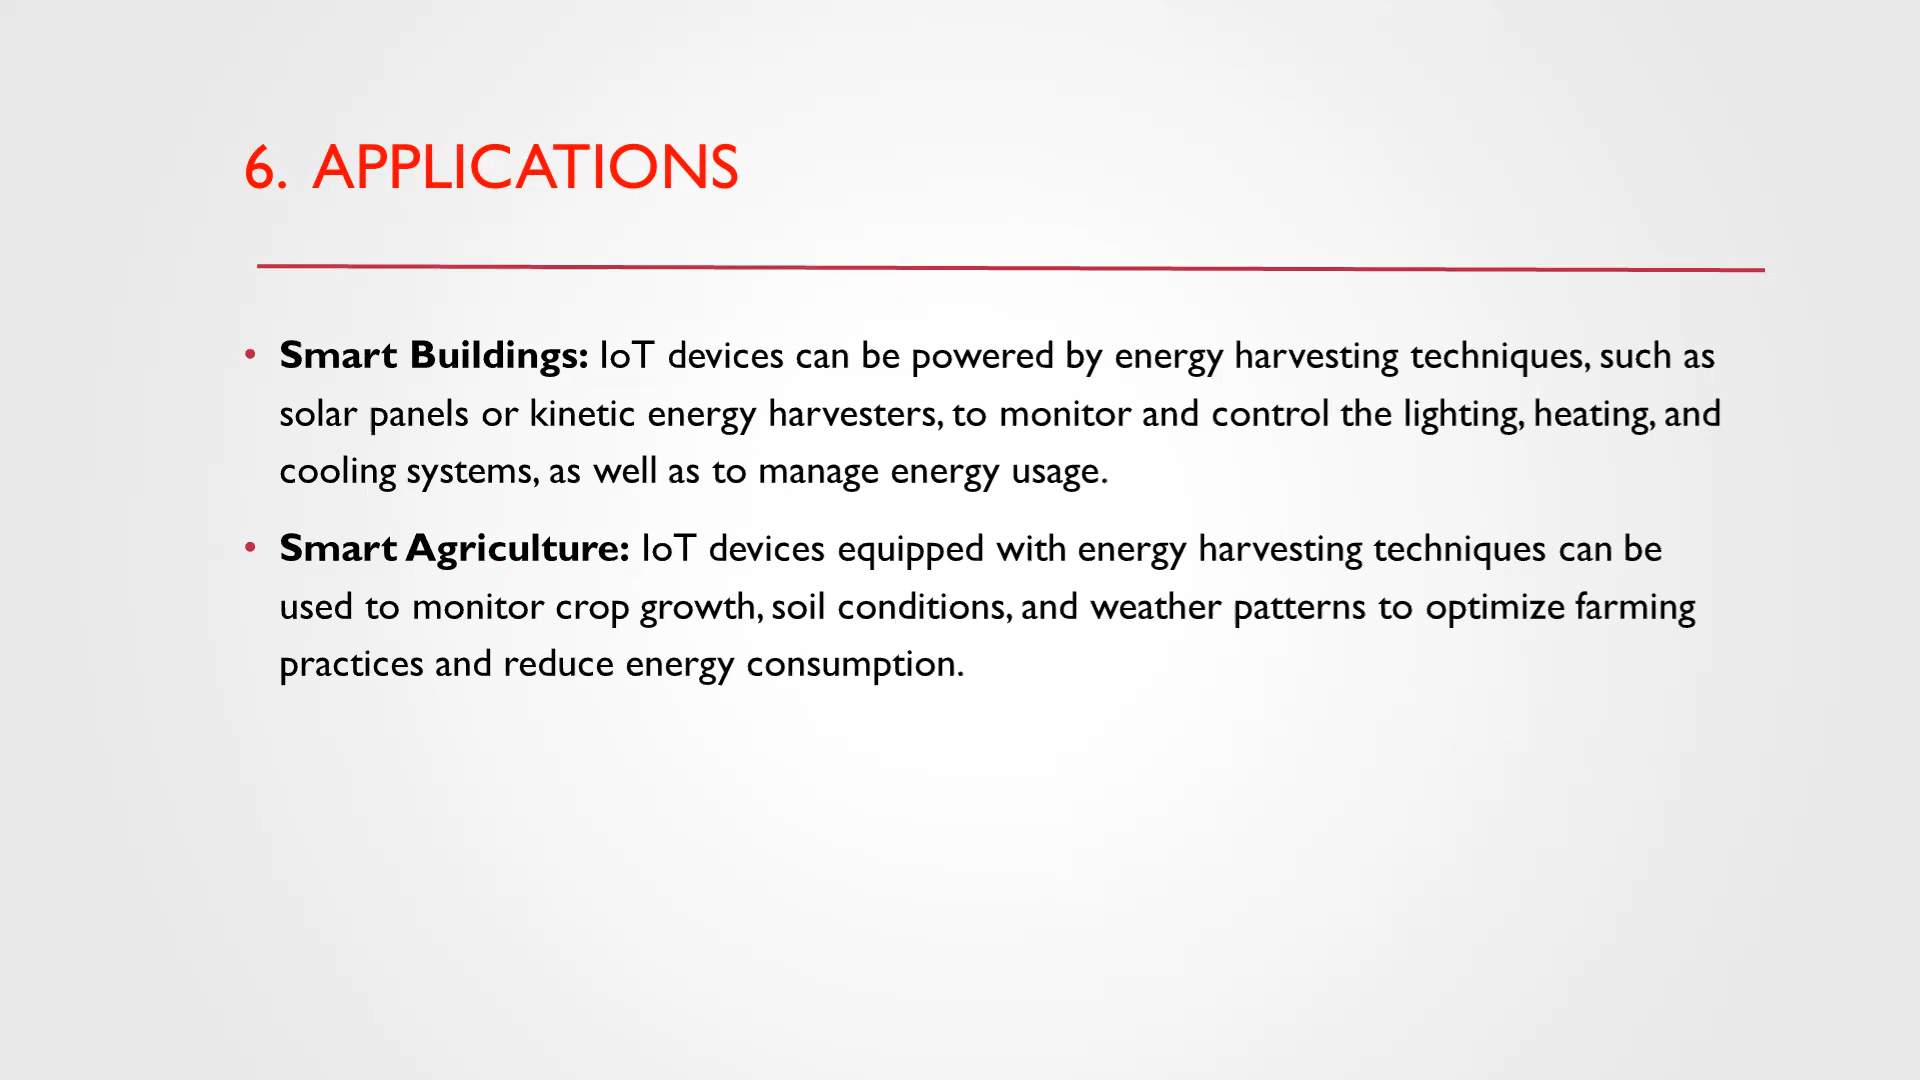 6. APPLICATIONS
• Smart Buildings: IoT devices can be powered by energy harvesting techniques, such as
solar panels or kinetic energy harvesters, to monitor and control the lighting, heating, and
cooling systems, as well as to manage energy usage.
• Smart Agriculture: IoT devices equipped with energy harvesting techniques can be
used to monitor crop growth, soil conditions, and weather patterns to optimize farming
practices and reduce energy consumption.